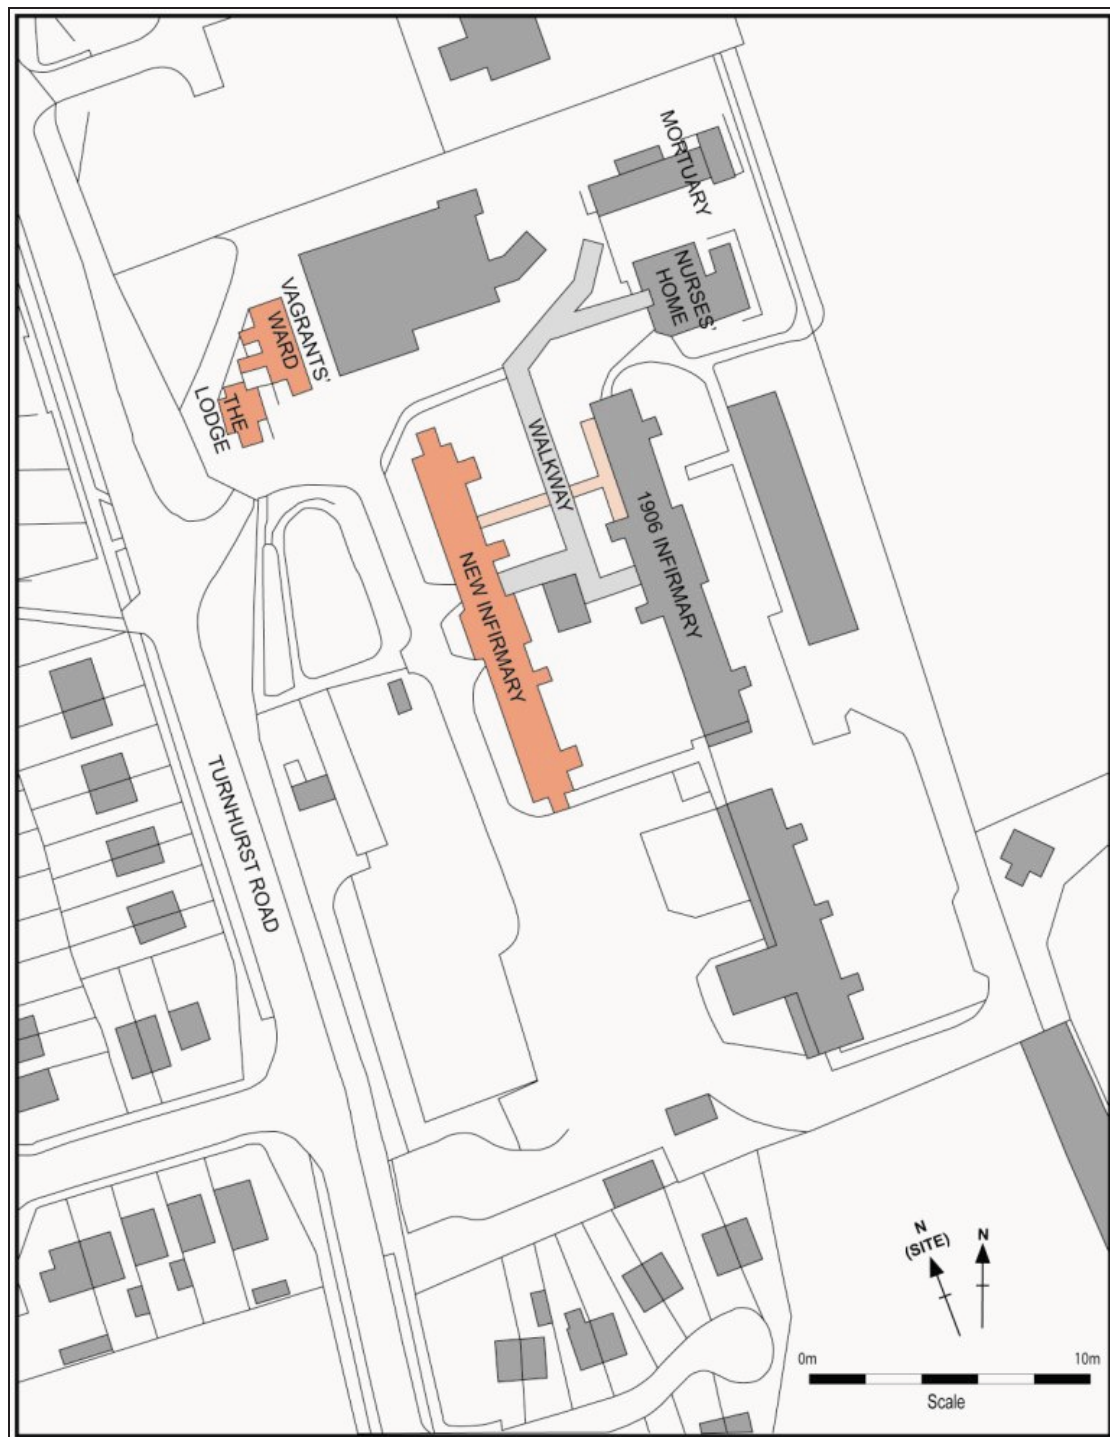 MORTUARY
NURSES'
HOME
VAGRANTS'
WARD
THE
LODGE
WALKWAY
1906 INFIRMARY
NEW INFIRMARY
TURNHURST ROAD
N
(SITE)
N
0m
10m
Scale